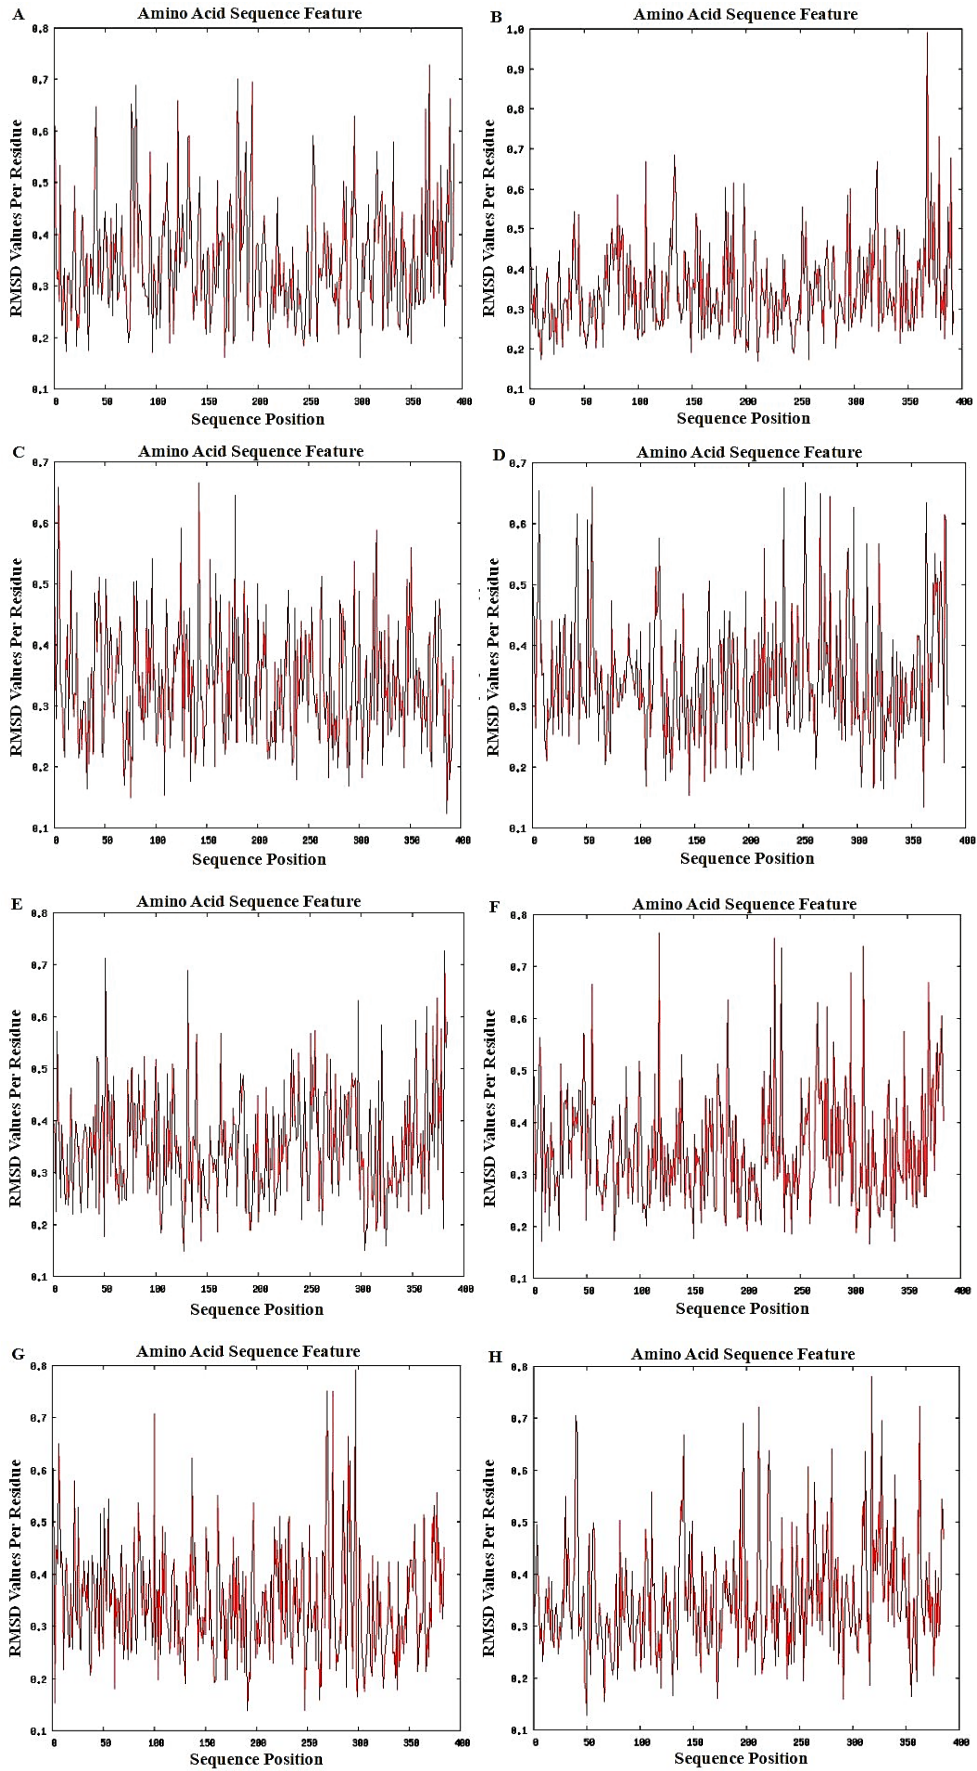 A
Amino Acid Sequence Feature
RMSD Values Per Residue
0.8
0.7
0.6
0.5
0.4
0.3
0.2
0.1
0 50 100 150 200 250 300 350 400
Sequence Position
B
Amino Acid Sequence Feature
RMSD Values Per Residue
1.0
0.9
0.8
0.7
0.6
0.5
0.4
0.3
0.2
0.1
0 50 100 150 200 250 300 350 400
Sequence Position
C
Amino Acid Sequence Feature
RMSD Values Per Residue
0.7
0.6
0.5
0.4
0.3
0.2
0.1
0 50 100 150 200 250 300 350 400
Sequence Position
D
Amino Acid Sequence Feature
RMSD Values Per Residue
0.7
0.6
0.5
0.4
0.3
0.2
0.1
0 50 100 150 200 250 300 350 400
Sequence Position
E
Amino Acid Sequence Feature
RMSD Values Per Residue
0.8
0.7
0.6
0.5
0.4
0.3
0.2
0.1
0 50 100 150 200 250 300 350 400
Sequence Position
F
Amino Acid Sequence Feature
RMSD Values Per Residue
0.8
0.7
0.6
0.5
0.4
0.3
0.2
0.1
0 50 100 150 200 250 300 350 400
Sequence Position
G
Amino Acid Sequence Feature
RMSD Values Per Residue
0.8
0.7
0.6
0.5
0.4
0.3
0.2
0.1
0 50 100 150 200 250 300 350 400
Sequence Position
H
Amino Acid Sequence Feature
RMSD Values Per Residue
0.8
0.7
0.6
0.5
0.4
0.3
0.2
0.1
0 50 100 150 200 250 300 350 400
Sequence Position